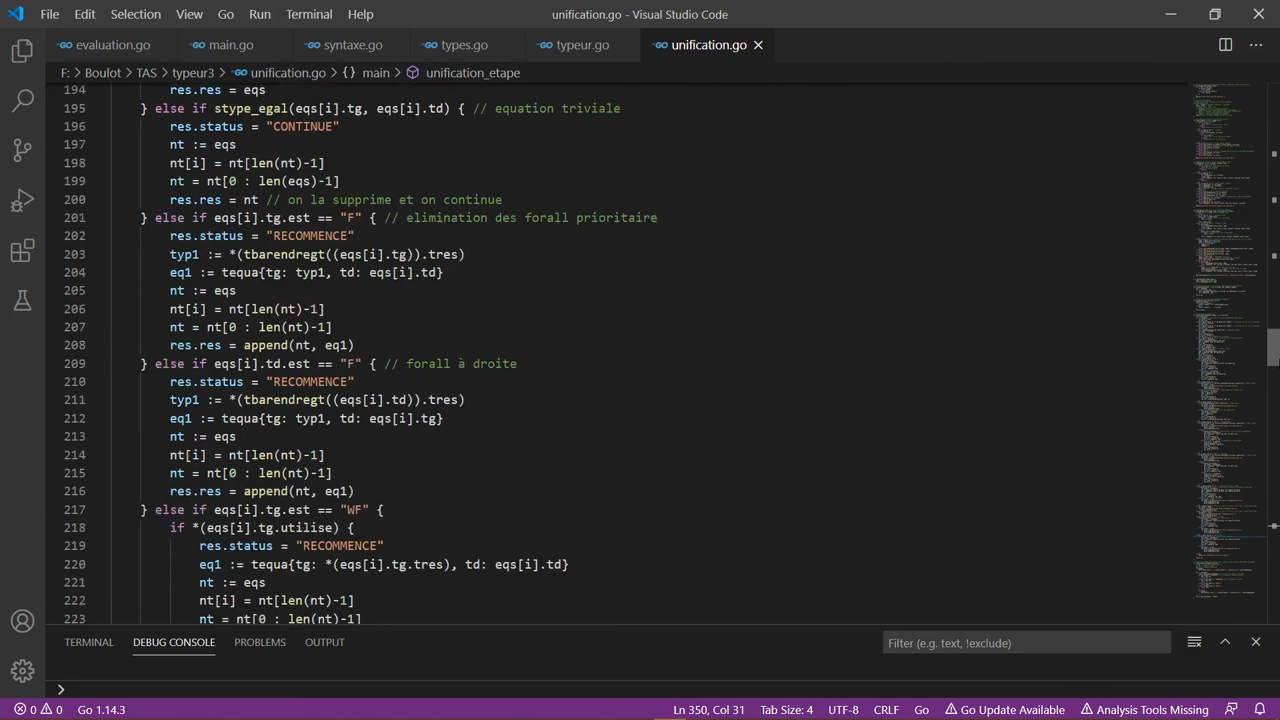 File Edit Selection View Go Run Terminal Help
unification.go - Visual Studio Code
evaluation.go main.go syntaxe.go types.go typeur.go unification.go
F: > Boulot > TAS > typeur3 > unification.go > {} main > unification_etape
194 res.res = eqs
195 } else if stype_egal(eqs[i].tg, eqs[i].td) { // equation triviale
196 res.status = "CONTINUE"
197 nt := eqs
198 nt[i] = nt[len(nt)-1]
199 nt = nt[0 : len(eqs)-1]
200 res.res = nt // on la supprime et on continue
201 } else if eqs[i].tg.est == "F" { // elimination des forall prioritaire
202 res.status = "RECOMMENCE"
203 typ1 := *(tbarendregt((eqs[i].tg)).tres)
204 eq1 := tequa{tg: typ1, td: eqs[i].td}
205 nt := eqs
206 nt[i] = nt[len(nt)-1]
207 nt = nt[0 : len(nt)-1]
208 res.res = append(nt, eq1)
209 } else if eqs[i].td.est == "F" { // forall à droite
210 res.status = "RECOMMENCE"
211 typ1 := *(tbarendregt((eqs[i].td)).tres)
212 eq1 := tequa{tg: typ1, td: eqs[i].tg}
213 nt := eqs
214 nt[i] = nt[len(nt)-1]
215 nt = nt[0 : len(nt)-1]
216 res.res = append(nt, eq1)
217 } else if eqs[i].tg.est == "W" {
218 if *(eqs[i].tg.utilise) {
219 res.status = "RECOMMENCE"
220 eq1 := tequa{tg: *(eqs[i].tg.tres), td: eqs[i].td}
221 nt := eqs
222 nt[i] = nt[len(nt)-1]
223 nt = nt[0 : len(nt)-1]
TERMINAL DEBUG CONSOLE PROBLEMS OUTPUT
Filter (e.g. text, !exclude)
0 0 Go 1.14.3
Ln 350, Col 31 Tab Size: 4 UTF-8 CRLF Go Go Update Available Analysis Tools Missing